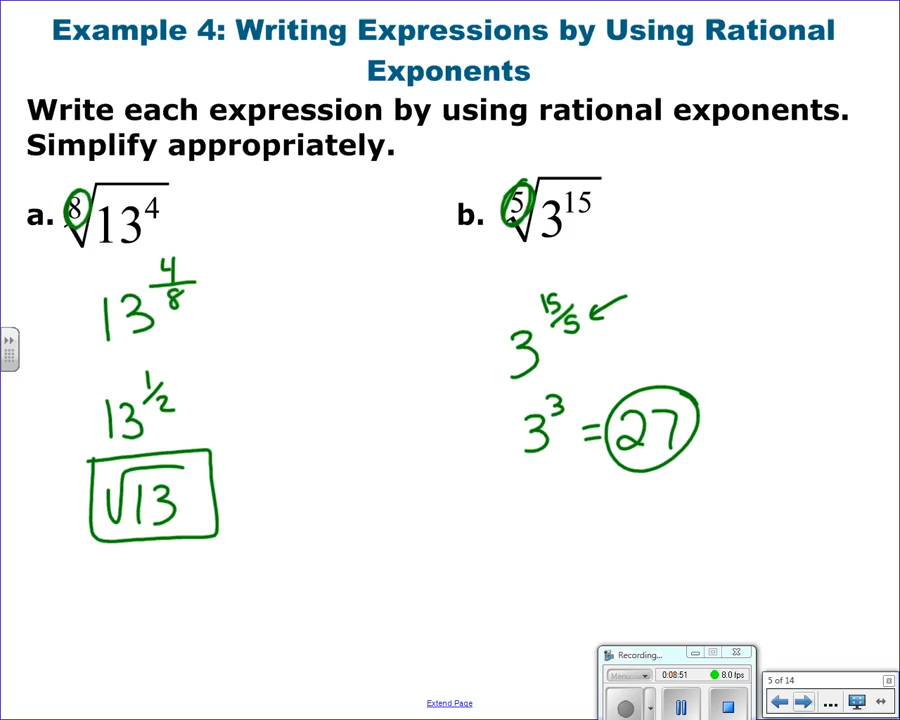 Example 4: Writing Expressions by Using Rational
Exponents
Write each expression by using rational exponents.
Simplify appropriately.
a. ⁸√13⁴
b. ⁵√3¹⁵
13^(4/8)
13^(1/2)
√13
3^(15/5) ←
3³ = 27
Recording...
Menu
0:08:51
8.0 fps
5 of 14
...
Extend Page